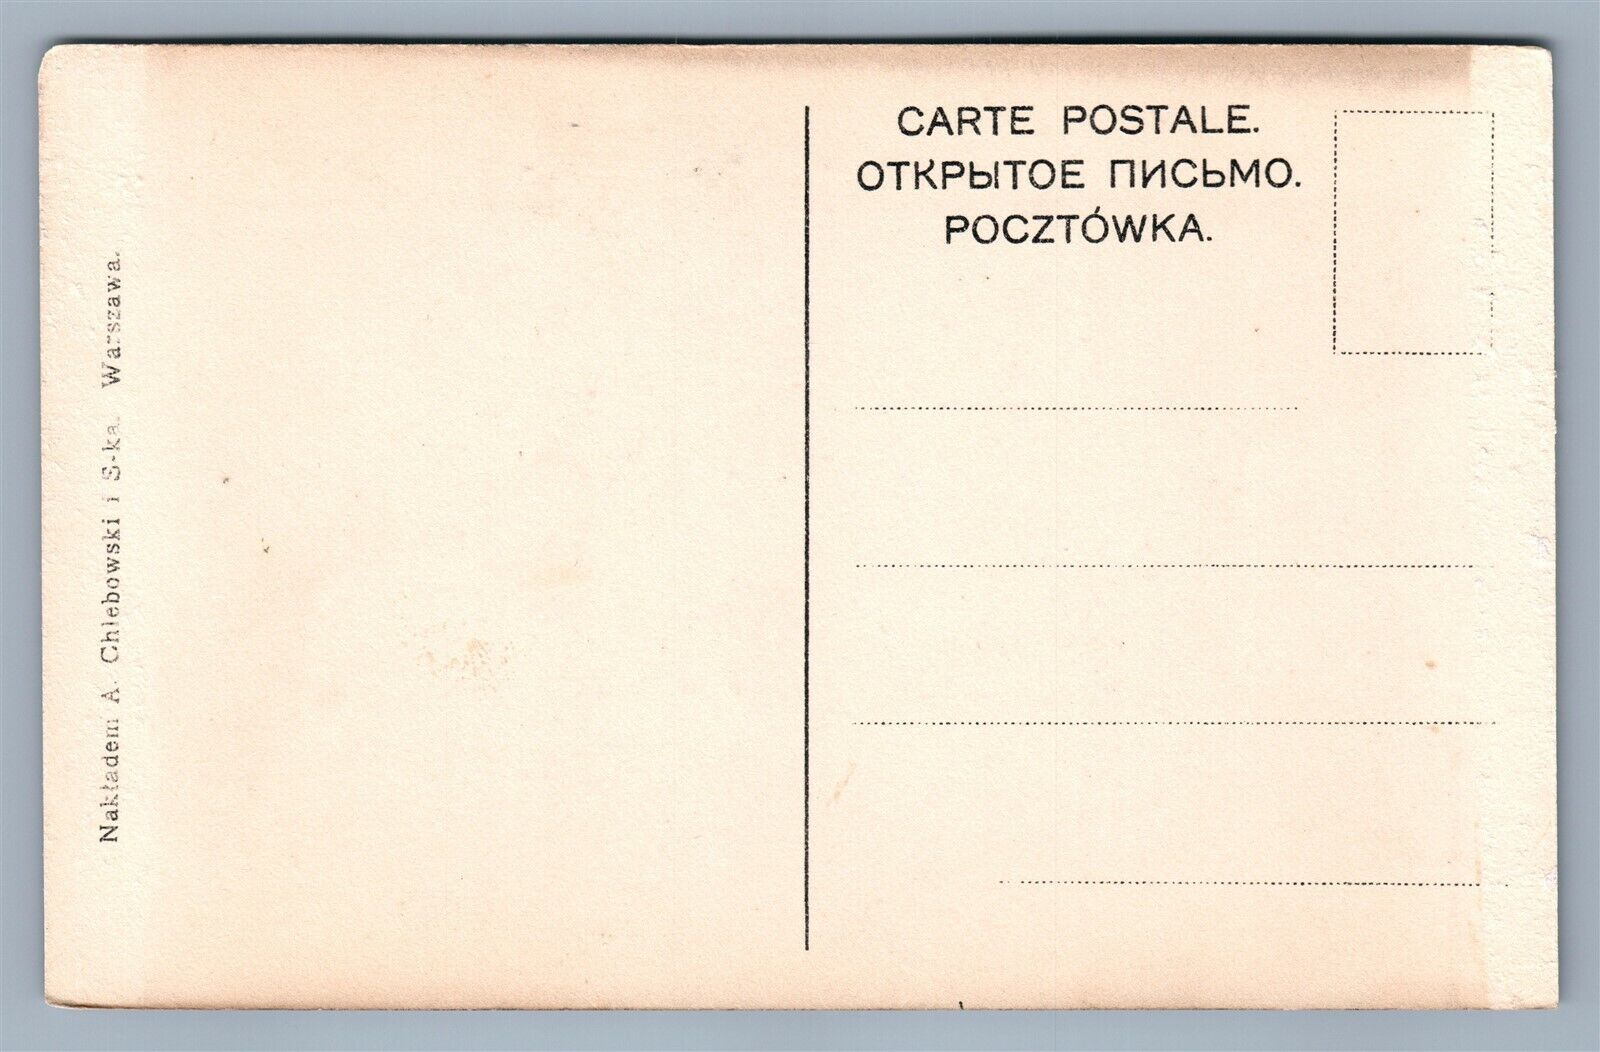 CARTE POSTALE.
ОТКРЫТОЕ ПИСЬМО.
POCZTÓWKA.
Nakładem A. Chlebowski i S-ka. Warszawa.